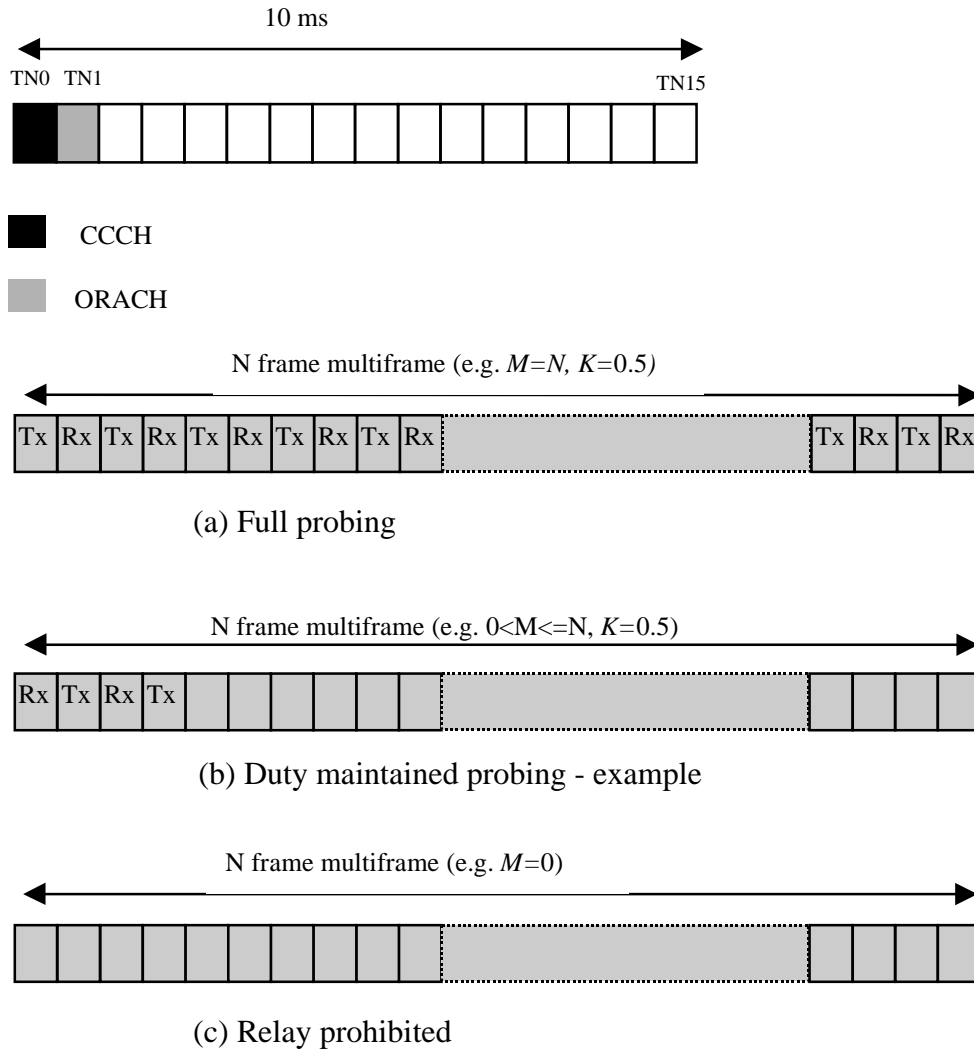 10 ms
TN0 TN1 TN15
CCCH
ORACH
N frame multiframe (e.g. M=N, K=0.5)
Tx Rx Tx Rx Tx Rx Tx Rx Tx Rx Tx Rx Tx Rx
(a) Full probing
N frame multiframe (e.g. 0<M<=N, K=0.5)
Rx Tx Rx Tx
(b) Duty maintained probing - example
N frame multiframe (e.g. M=0)
(c) Relay prohibited